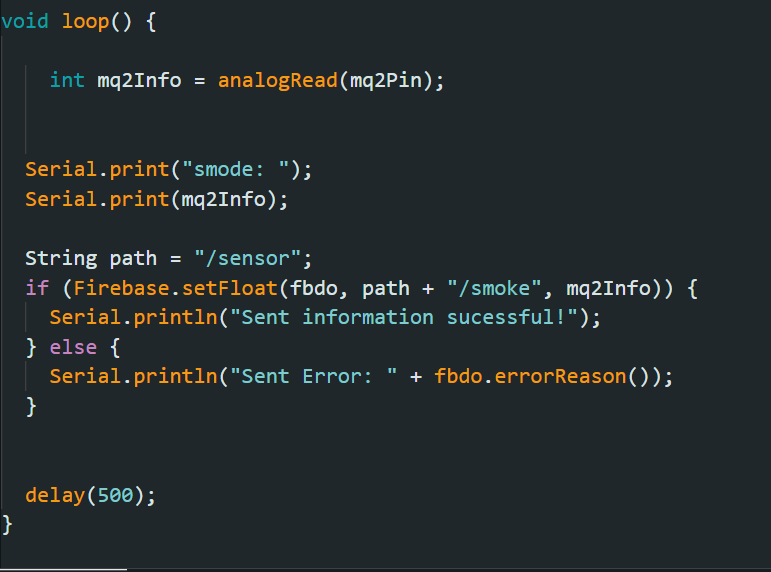 void loop() {
int mq2Info = analogRead(mq2Pin);
Serial.print("smode: ");
Serial.print(mq2Info);
String path = "/sensor";
if (Firebase.setFloat(fbdo, path + "/smoke", mq2Info)) {
Serial.println("Sent information sucessful!");
} else {
Serial.println("Sent Error: " + fbdo.errorReason());
}
delay(500);
}